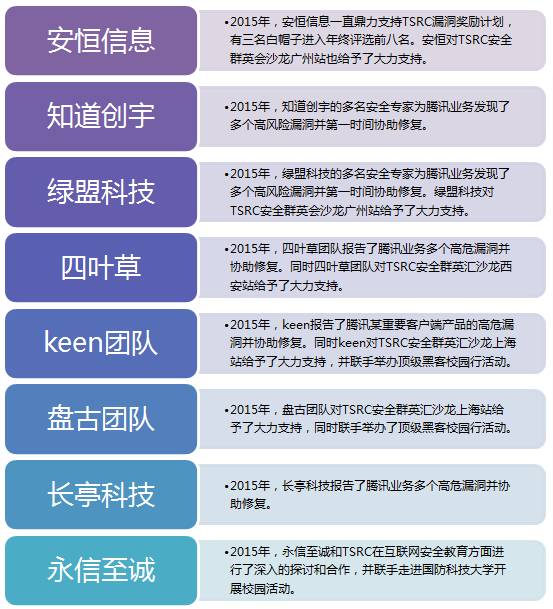 安恒信息
•2015年，安恒信息一直鼎力支持TSRC漏洞奖励计划，
有三名白帽子进入年终评选前八名。安恒对TSRC安全
群英会沙龙广州站也给予了大力支持。
知道创宇
•2015年，知道创宇的多名安全专家为腾讯业务发现了
多个高风险漏洞并第一时间协助修复。
绿盟科技
•2015年，绿盟科技的多名安全专家为腾讯业务发现了
多个高风险漏洞并第一时间协助修复。绿盟科技对
TSRC安全群英会沙龙广州站给予了大力支持。
四叶草
•2015年，四叶草团队报告了腾讯业务多个高危漏洞并
协助修复。同时四叶草团队对TSRC安全群英汇沙龙西
安站给予了大力支持。
keen团队
•2015年，keen报告了腾讯某重要客户端产品的高危漏
洞并协助修复。同时keen对TSRC安全群英汇沙龙上海
站给予了大力支持，并联手举办了顶级黑客校园行活动。
盘古团队
•2015年，盘古团队对TSRC安全群英汇沙龙上海站给
予了大力支持，同时联手举办了顶级黑客校园行活动。
长亭科技
•2015年，长亭科技报告了腾讯业务多个高危漏洞并协
助修复。
永信至诚
•2015年，永信至诚和TSRC在互联网安全教育方面进
行了深入的探讨和合作，并联手走进国防科技大学开
展校园活动。